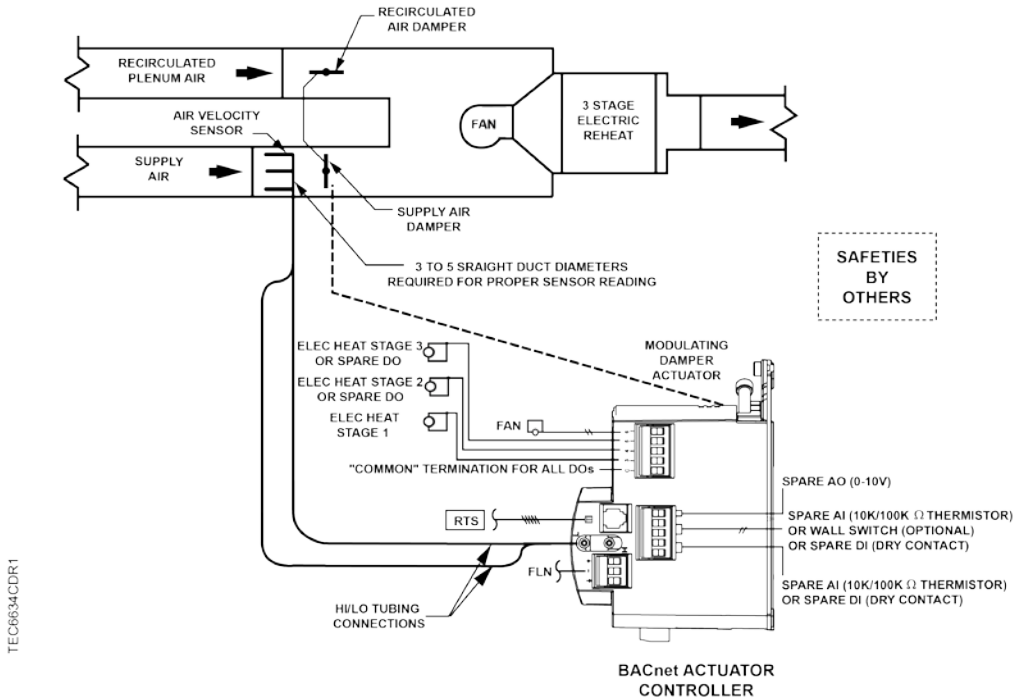 RECIRCULATED
AIR DAMPER
RECIRCULATED
PLENUM AIR
AIR VELOCITY
SENSOR
FAN
3 STAGE
ELECTRIC
REHEAT
SUPPLY
AIR
SUPPLY AIR
DAMPER
3 TO 5 SRAIGHT DUCT DIAMETERS
REQUIRED FOR PROPER SENSOR READING
SAFETIES
BY
OTHERS
ELEC HEAT STAGE 3
OR SPARE DO
ELEC HEAT STAGE 2
OR SPARE DO
ELEC HEAT
STAGE 1
MODULATING
DAMPER
ACTUATOR
FAN
"COMMON" TERMINATION FOR ALL DOs
SPARE AO (0-10V)
SPARE AI (10K/100K Ω THERMISTOR)
OR WALL SWITCH (OPTIONAL)
OR SPARE DI (DRY CONTACT)
RTS
FLN
SPARE AI (10K/100K Ω THERMISTOR)
OR SPARE DI (DRY CONTACT)
HI/LO TUBING
CONNECTIONS
TEC6634CDR1
BACnet ACTUATOR
CONTROLLER